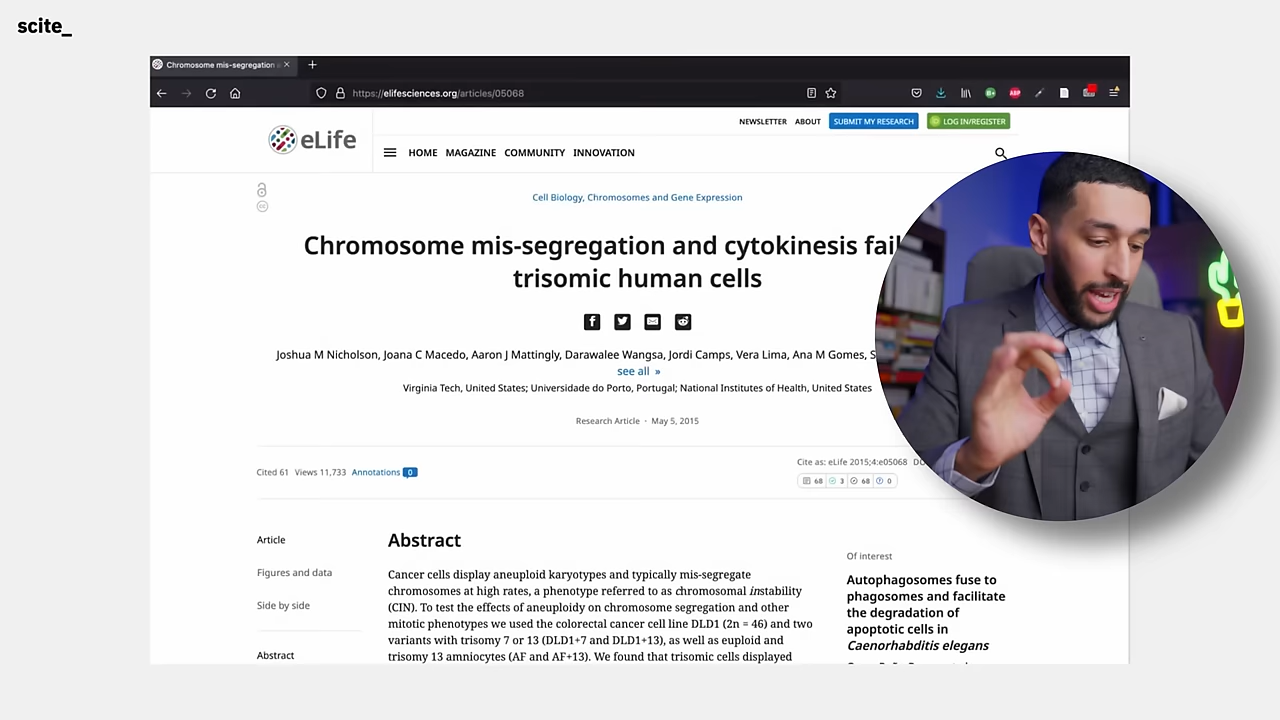 scite_
Chromosome mis-segregation
https://elifesciences.org/articles/05068
NEWSLETTER ABOUT SUBMIT MY RESEARCH LOG IN/REGISTER
eLife
HOME MAGAZINE COMMUNITY INNOVATION
Cell Biology, Chromosomes and Gene Expression
Chromosome mis-segregation and cytokinesis
trisomic human cells
Joshua M Nicholson, Joana C Macedo, Aaron J Mattingly, Darawalee Wangsa, Jordi Camps, Vera Lima, Ana M Gomes,
see all »
Virginia Tech, United States; Universidade do Porto, Portugal; National Institutes of Health, United States
Research Article · May 5, 2015
Cited 61 Views 11,733 Annotations 0
Cite as: eLife 2015;4:e05068
68 3 68 0
Article
Figures and data
Side by side
Abstract
Abstract
Cancer cells display aneuploid karyotypes and typically mis-segregate
chromosomes at high rates, a phenotype referred to as chromosomal instability
(CIN). To test the effects of aneuploidy on chromosome segregation and other
mitotic phenotypes we used the colorectal cancer cell line DLD1 (2n = 46) and two
variants with trisomy 7 or 13 (DLD1+7 and DLD1+13), as well as euploid and
trisomy 13 amniocytes (AF and AF+13). We found that trisomic cells displayed
Of interest
Autophagosomes fuse to
phagosomes and facilitate
the degradation of
apoptotic cells in
Caenorhabditis elegans